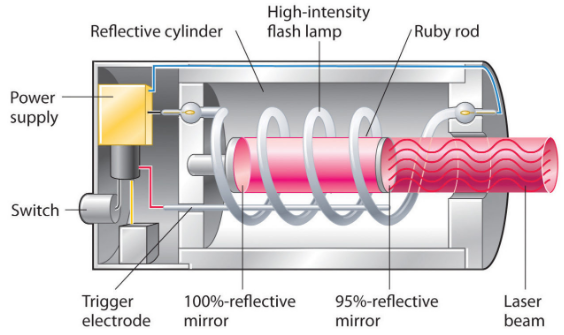 High-intensity
flash lamp
Reflective cylinder
Ruby rod
Power
supply
Switch
Trigger
electrode
100%-reflective
mirror
95%-reflective
mirror
Laser
beam